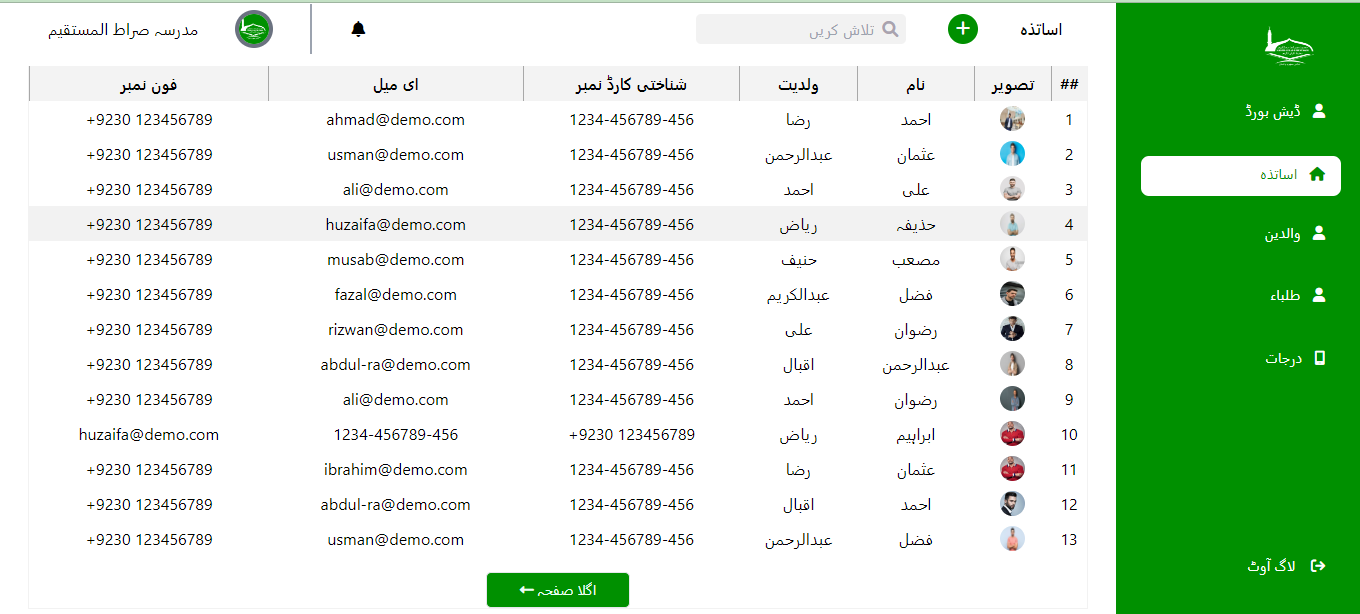 اساتذہ
تلاش کریں
مدرسہ صراط المستقیم
ڈیش بورڈ
اساتذہ
والدین
طلباء
درجات
لاگ آوٹ
## تصویر نام ولدیت شناختی کارڈ نمبر ای میل فون نمبر
1 احمد رضا 1234-456789-456 ahmad@demo.com +9230 123456789
2 عثمان عبدالرحمن 1234-456789-456 usman@demo.com +9230 123456789
3 علی احمد 1234-456789-456 ali@demo.com +9230 123456789
4 حذیفہ ریاض 1234-456789-456 huzaifa@demo.com +9230 123456789
5 مصعب حنیف 1234-456789-456 musab@demo.com +9230 123456789
6 فضل عبدالکریم 1234-456789-456 fazal@demo.com +9230 123456789
7 رضوان علی 1234-456789-456 rizwan@demo.com +9230 123456789
8 عبدالرحمن اقبال 1234-456789-456 abdul-ra@demo.com +9230 123456789
9 رضوان احمد 1234-456789-456 ali@demo.com +9230 123456789
10 ابراہیم ریاض +9230 123456789 1234-456789-456 huzaifa@demo.com
11 عثمان رضا 1234-456789-456 ibrahim@demo.com +9230 123456789
12 احمد اقبال 1234-456789-456 abdul-ra@demo.com +9230 123456789
13 فضل عبدالرحمن 1234-456789-456 usman@demo.com +9230 123456789
اگلا صفحہ